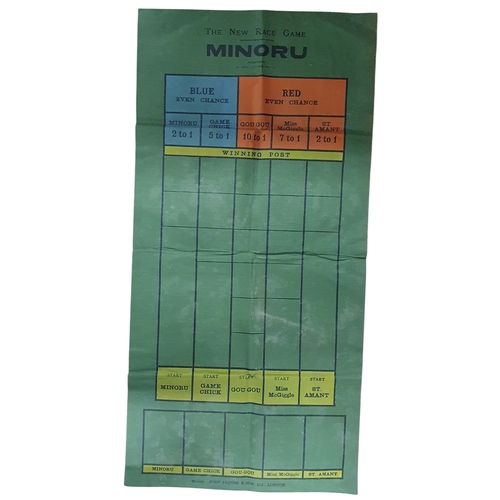 THE NEW RACE GAME
MINORU
BLUE
EVEN CHANCE
RED
EVEN CHANCE
MINORU
2 to 1
GAME
CHICK
5 to 1
GOU GOU
10 to 1
Miss
McGiggle
7 to 1
ST.
AMANT
2 to 1
WINNING POST
START
MINORU
START
GAME
CHICK
START
GOU GOU
START
Miss
McGiggle
START
ST.
AMANT
MINORU GAME CHICK GOU-GOU Miss McGiggle ST. AMANT